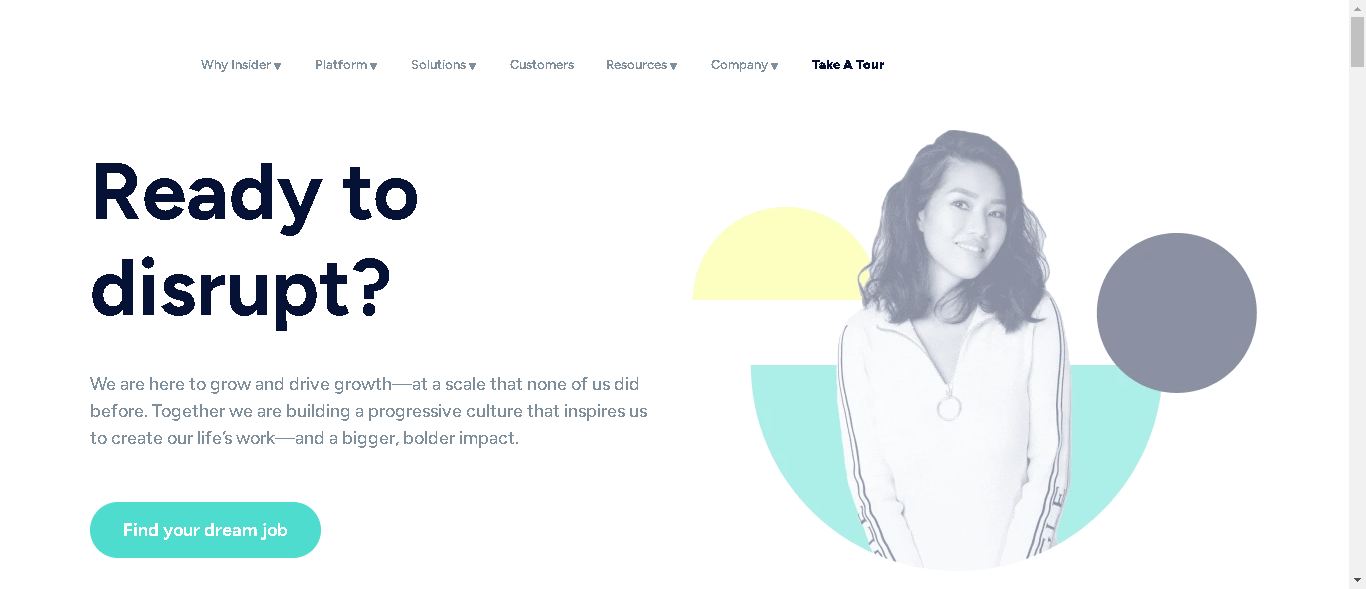 Why Insider ▾ Platform ▾ Solutions ▾ Customers Resources ▾ Company ▾ Take A Tour
Ready to
disrupt?
We are here to grow and drive growth—at a scale that none of us did
before. Together we are building a progressive culture that inspires us
to create our life’s work—and a bigger, bolder impact.
Find your dream job